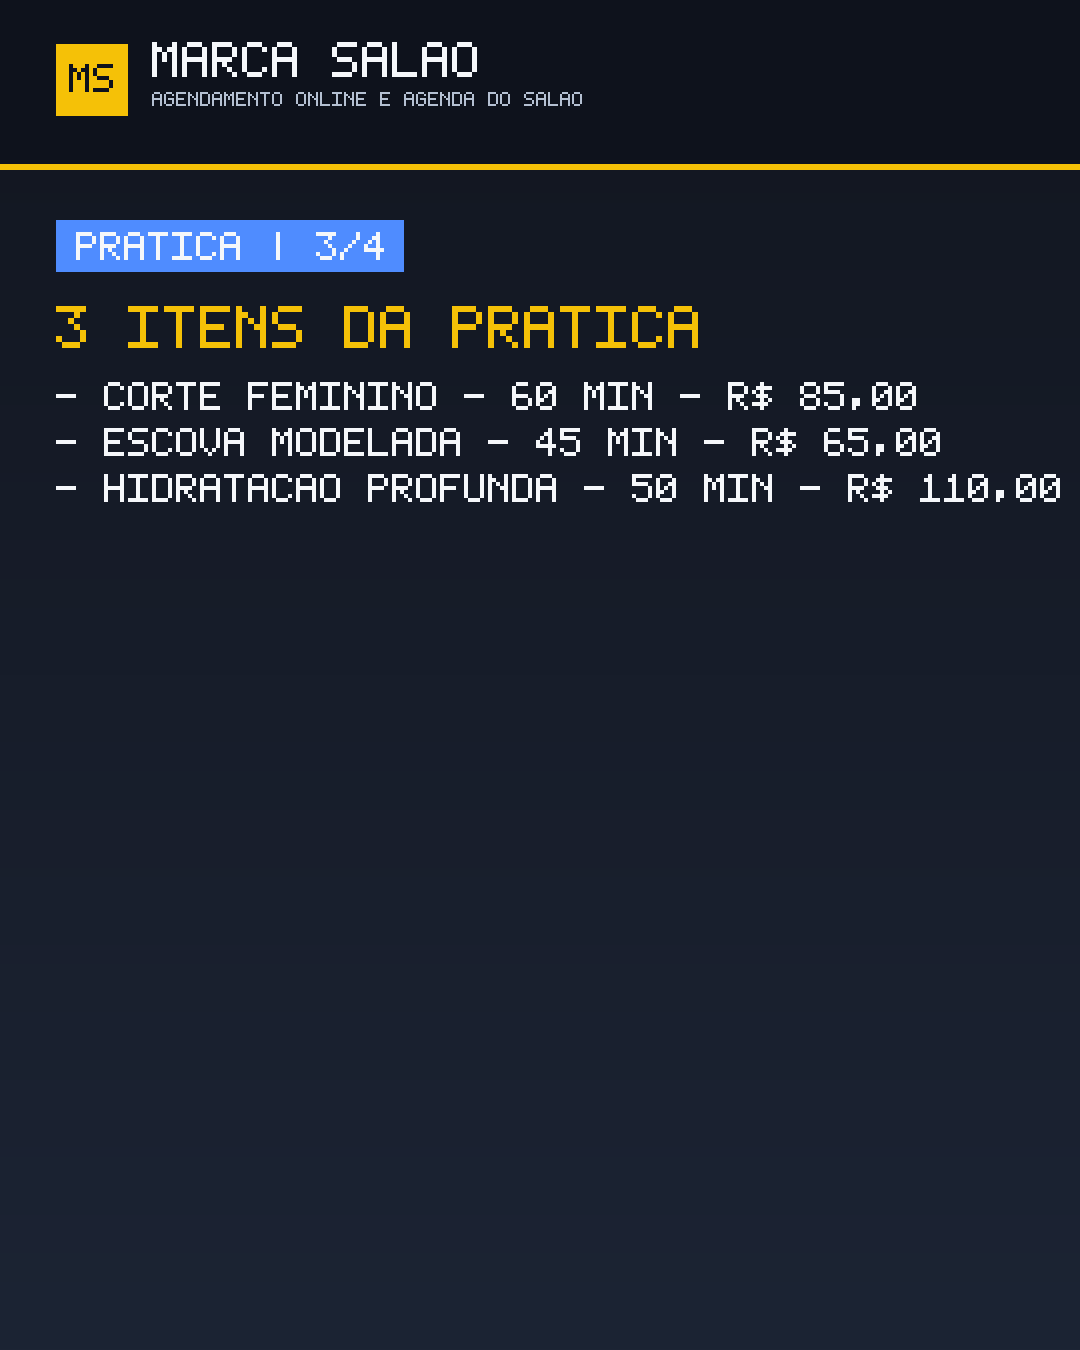 MS
MARCA SALAO
AGENDAMENTO ONLINE E AGENDA DO SALAO
PRATICA | 3/4
3 ITENS DA PRATICA
- CORTE FEMININO - 60 MIN - R$ 85,00
- ESCOVA MODELADA - 45 MIN - R$ 65,00
- HIDRATACAO PROFUNDA - 50 MIN - R$ 110,00